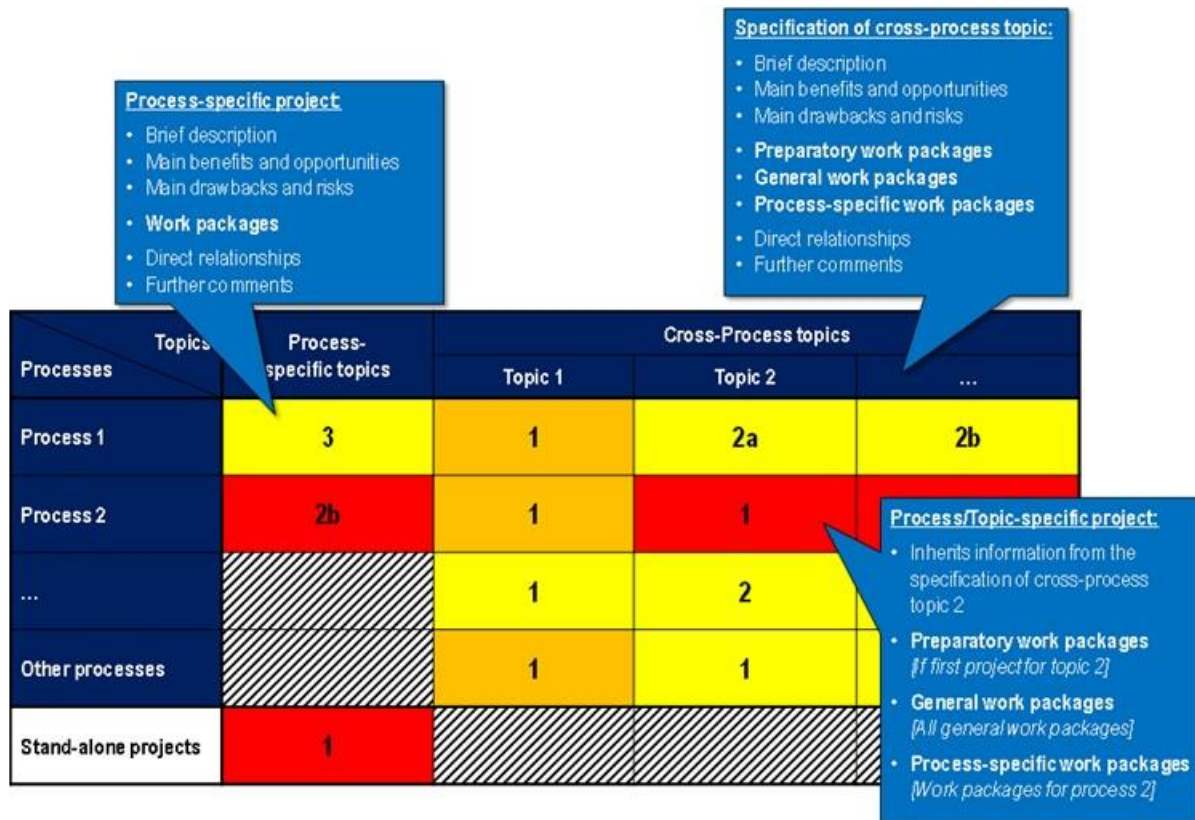 Specification of cross-process topic:
• Brief description
• Main benefits and opportunities
• Main drawbacks and risks
• Preparatory work packages
• General work packages
• Process-specific work packages
• Direct relationships
• Further comments
Process-specific project:
• Brief description
• Main benefits and opportunities
• Main drawbacks and risks
• Work packages
• Direct relationships
• Further comments
Topics
Processes
Process-
specific topics
Cross-Process topics
Topic 1
Topic 2
...
Process 1
3
1
2a
2b
Process 2
2b
1
1
...
1
2
Other processes
1
1
Stand-alone projects
1
Process/Topic-specific project:
• Inherits information from the
specification of cross-process
topic 2
• Preparatory work packages
[If first project for topic 2]
• General work packages
[All general work packages]
• Process-specific work packages
[Work packages for process 2]